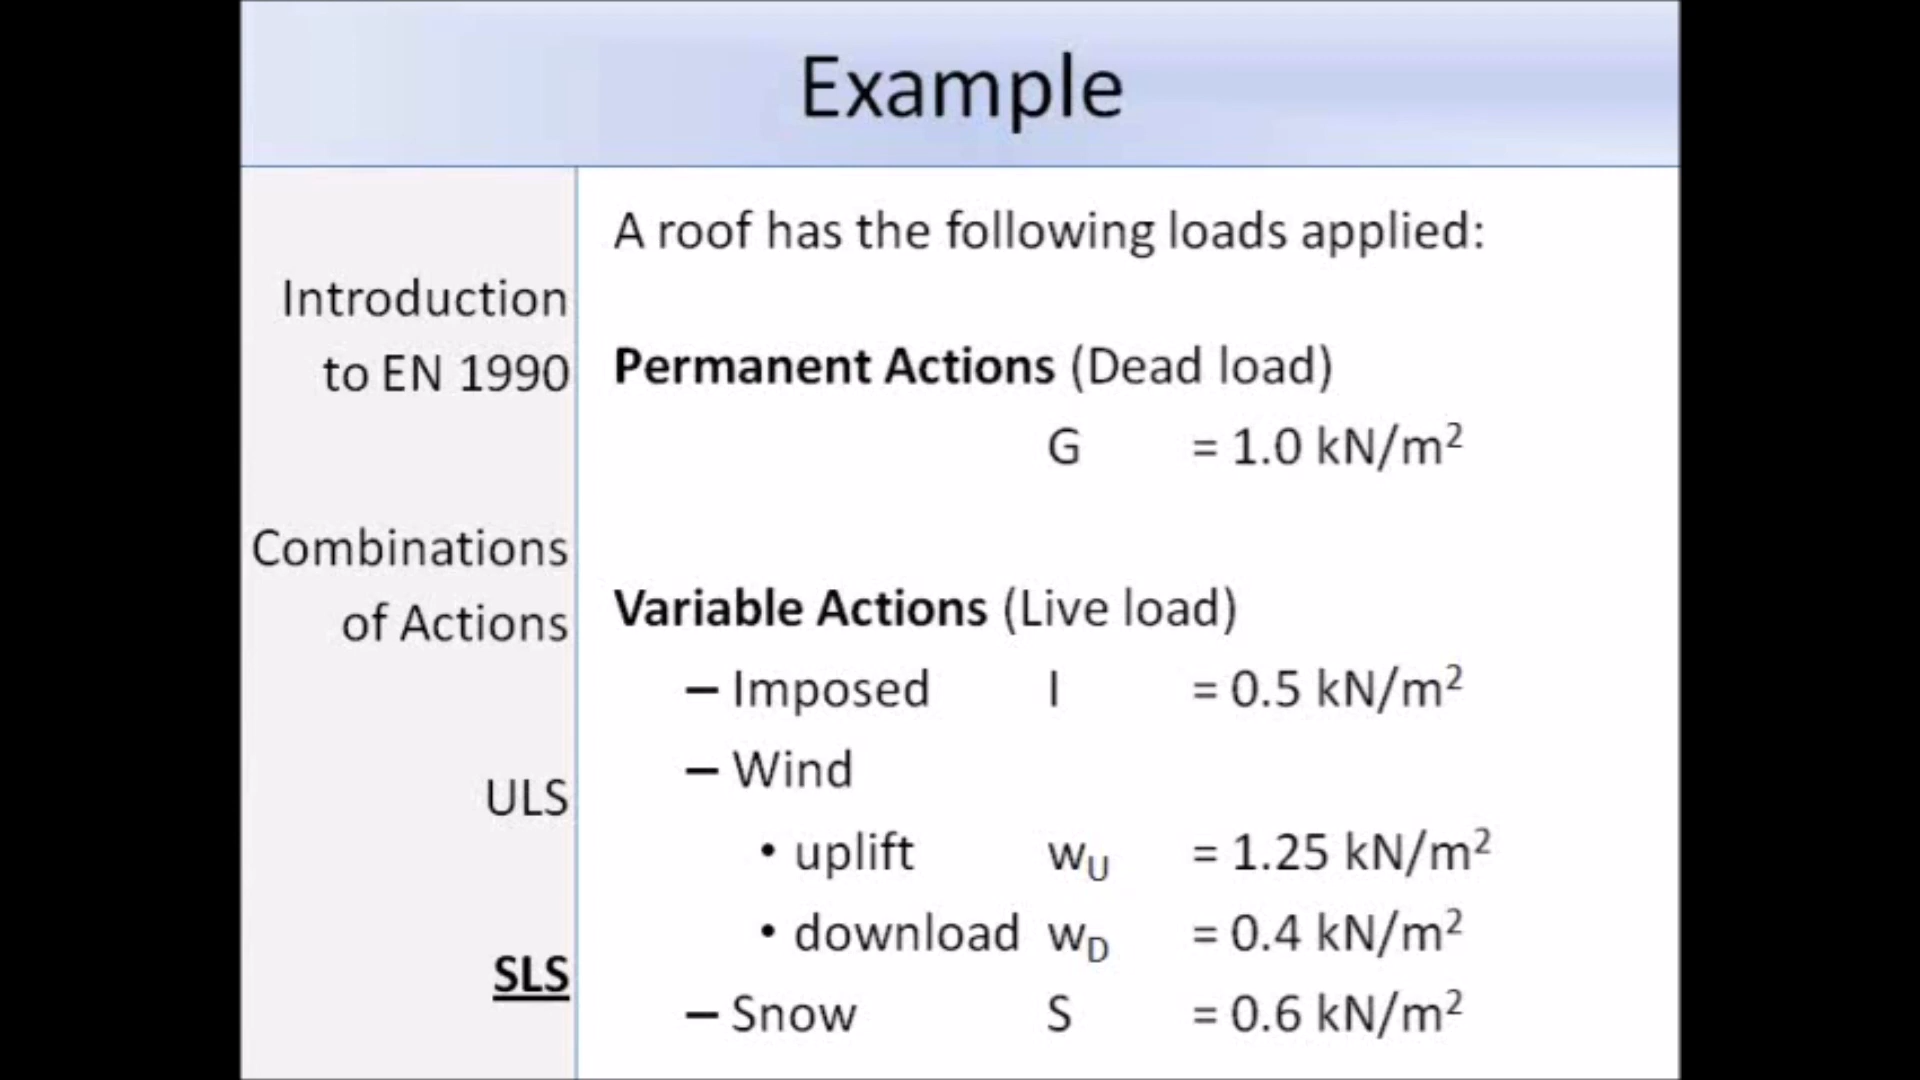 Example
Introduction
to EN 1990
Combinations
of Actions
ULS
SLS
A roof has the following loads applied:
Permanent Actions (Dead load)
G = 1.0 kN/m²
Variable Actions (Live load)
– Imposed I = 0.5 kN/m²
– Wind
• uplift w_U = 1.25 kN/m²
• download w_D = 0.4 kN/m²
– Snow S = 0.6 kN/m²